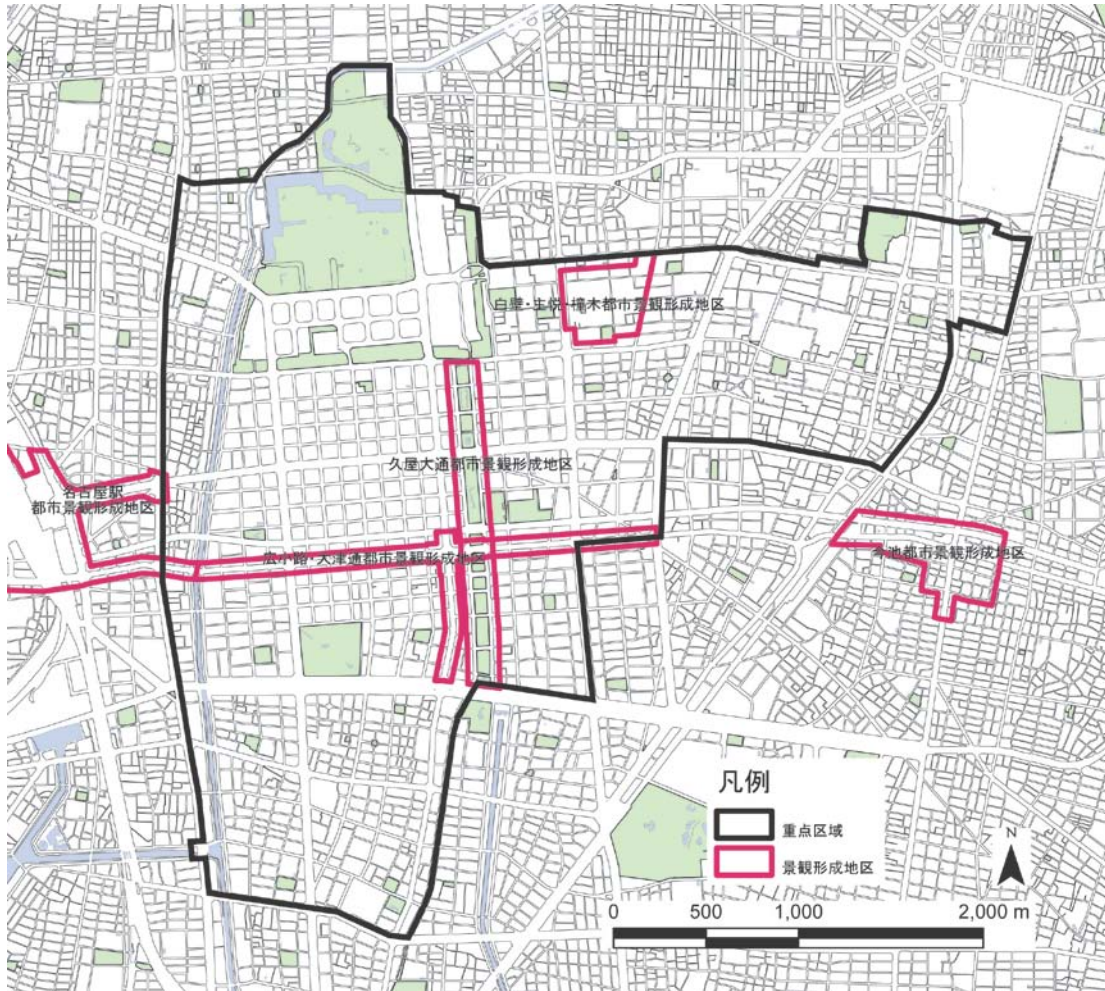 白壁・主税・橦木都市景観形成地区
久屋大通都市景観形成地区
名古屋駅
都市景観形成地区
広小路・大津通都市景観形成地区
今池都市景観形成地区
凡例
重点区域
景観形成地区
N
0 500 1,000 2,000 m